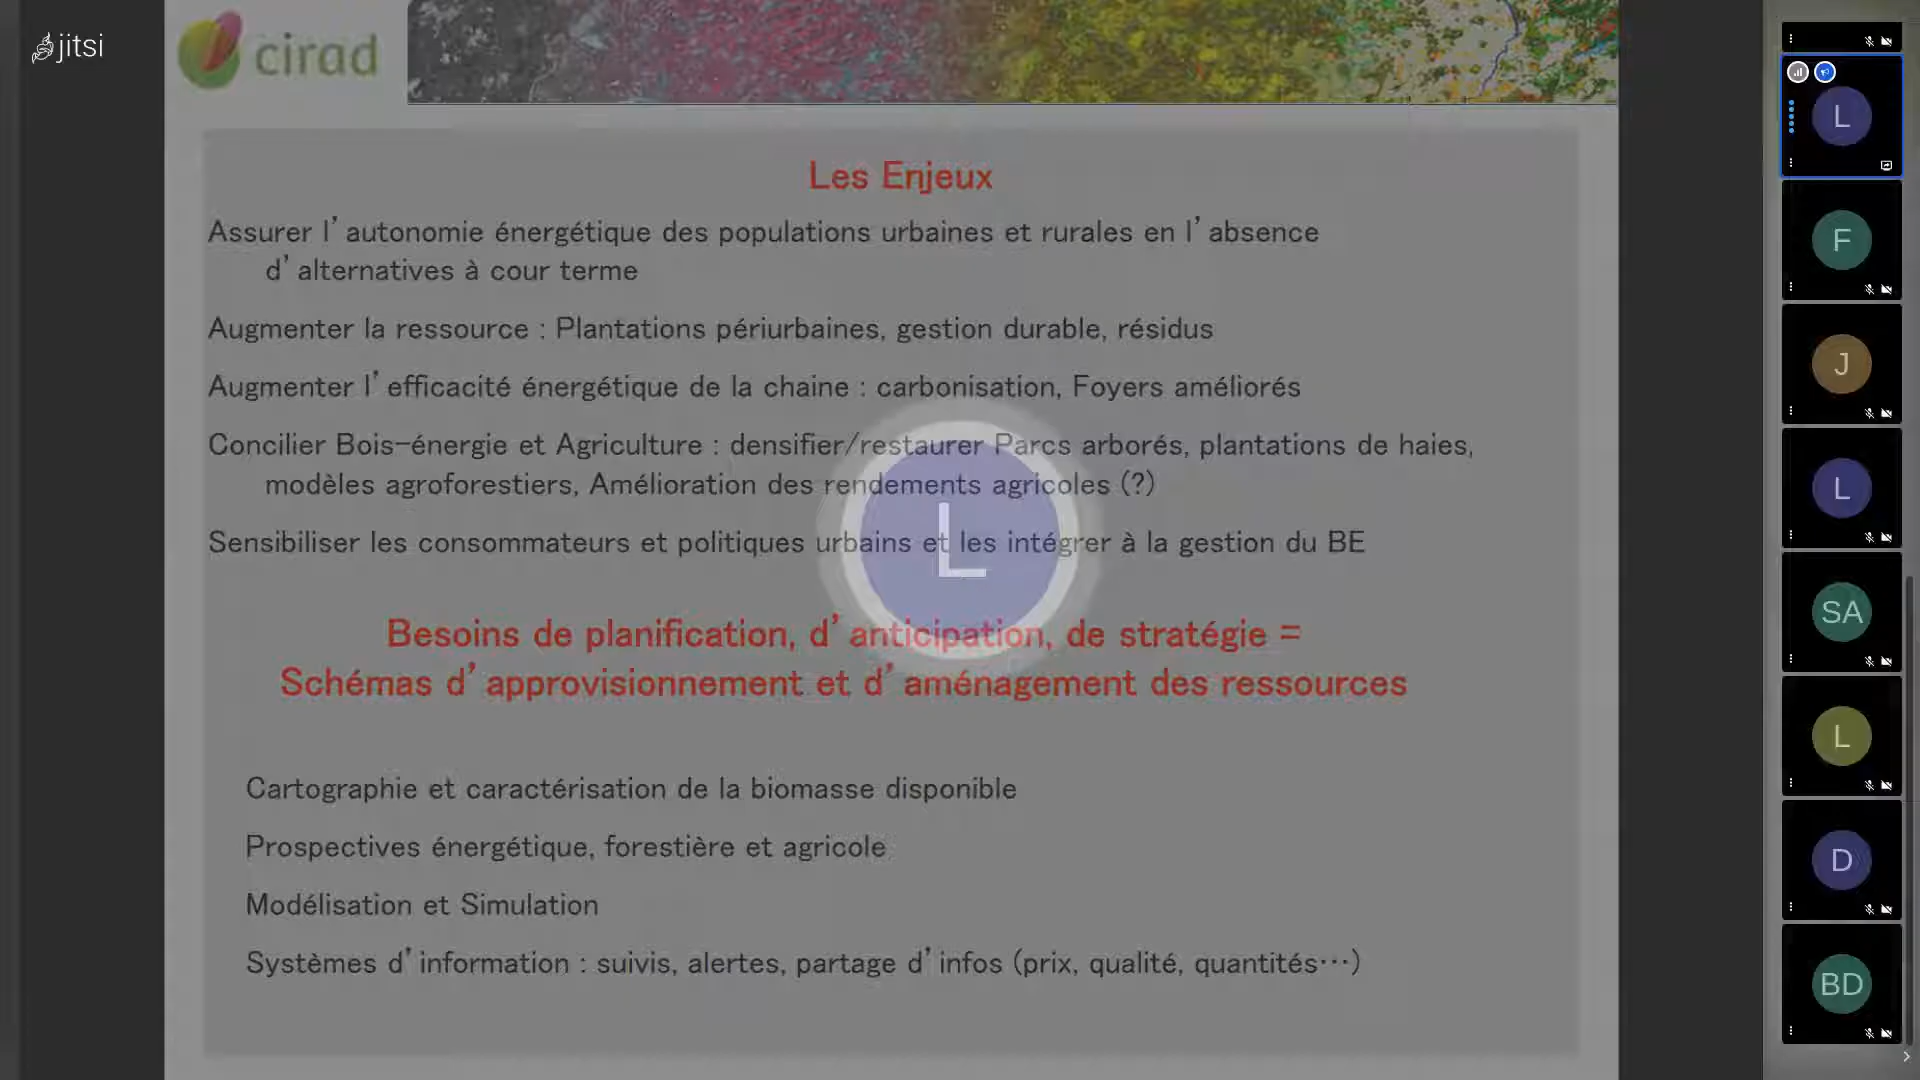 jitsi
cirad
Les Enjeux
Assurer l'autonomie énergétique des populations urbaines et rurales en l'absence
d'alternatives à cour terme
Augmenter la ressource : Plantations périurbaines, gestion durable, résidus
Augmenter l'efficacité énergétique de la chaine : carbonisation, Foyers améliorés
Concilier Bois-énergie et Agriculture : densifier/restaurer Parcs arborés, plantations de haies,
modèles agroforestiers, Amélioration des rendements agricoles (?)
Sensibiliser les consommateurs et politiques urbains et les intégrer à la gestion du BE
Besoins de planification, d'anticipation, de stratégie =
Schémas d'approvisionnement et d'aménagement des ressources
Cartographie et caractérisation de la biomasse disponible
Prospectives énergétique, forestière et agricole
Modélisation et Simulation
Systèmes d'information : suivis, alertes, partage d'infos (prix, qualité, quantités…)
L
L
F
J
L
SA
L
D
BD